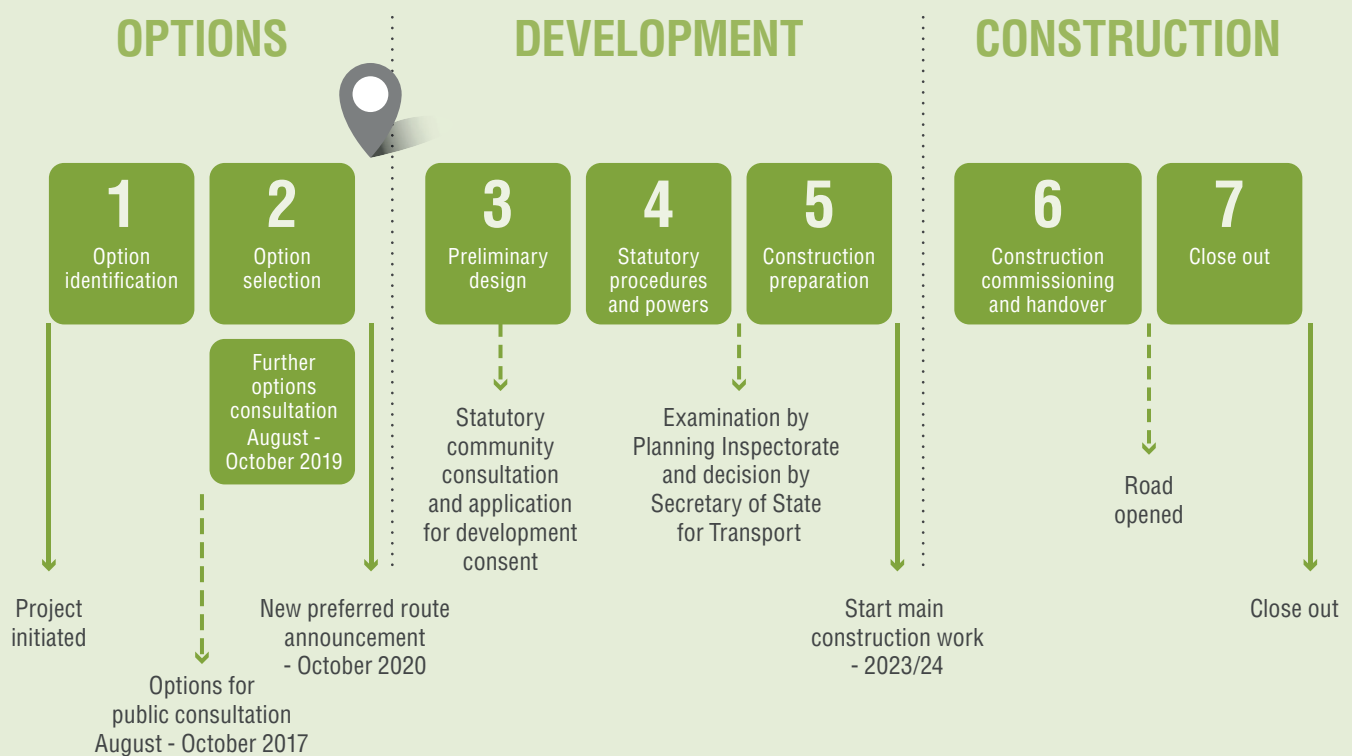 OPTIONS
DEVELOPMENT
CONSTRUCTION
1
Option
identification
2
Option
selection
Further
options
consultation
August -
October 2019
3
Preliminary
design
4
Statutory
procedures
and powers
5
Construction
preparation
6
Construction
commissioning
and handover
7
Close out
Project
initiated
Options for
public consultation
August - October 2017
New preferred route
announcement
- October 2020
Statutory
community
consultation
and application
for development
consent
Examination by
Planning Inspectorate
and decision by
Secretary of State
for Transport
Start main
construction work
- 2023/24
Road
opened
Close out